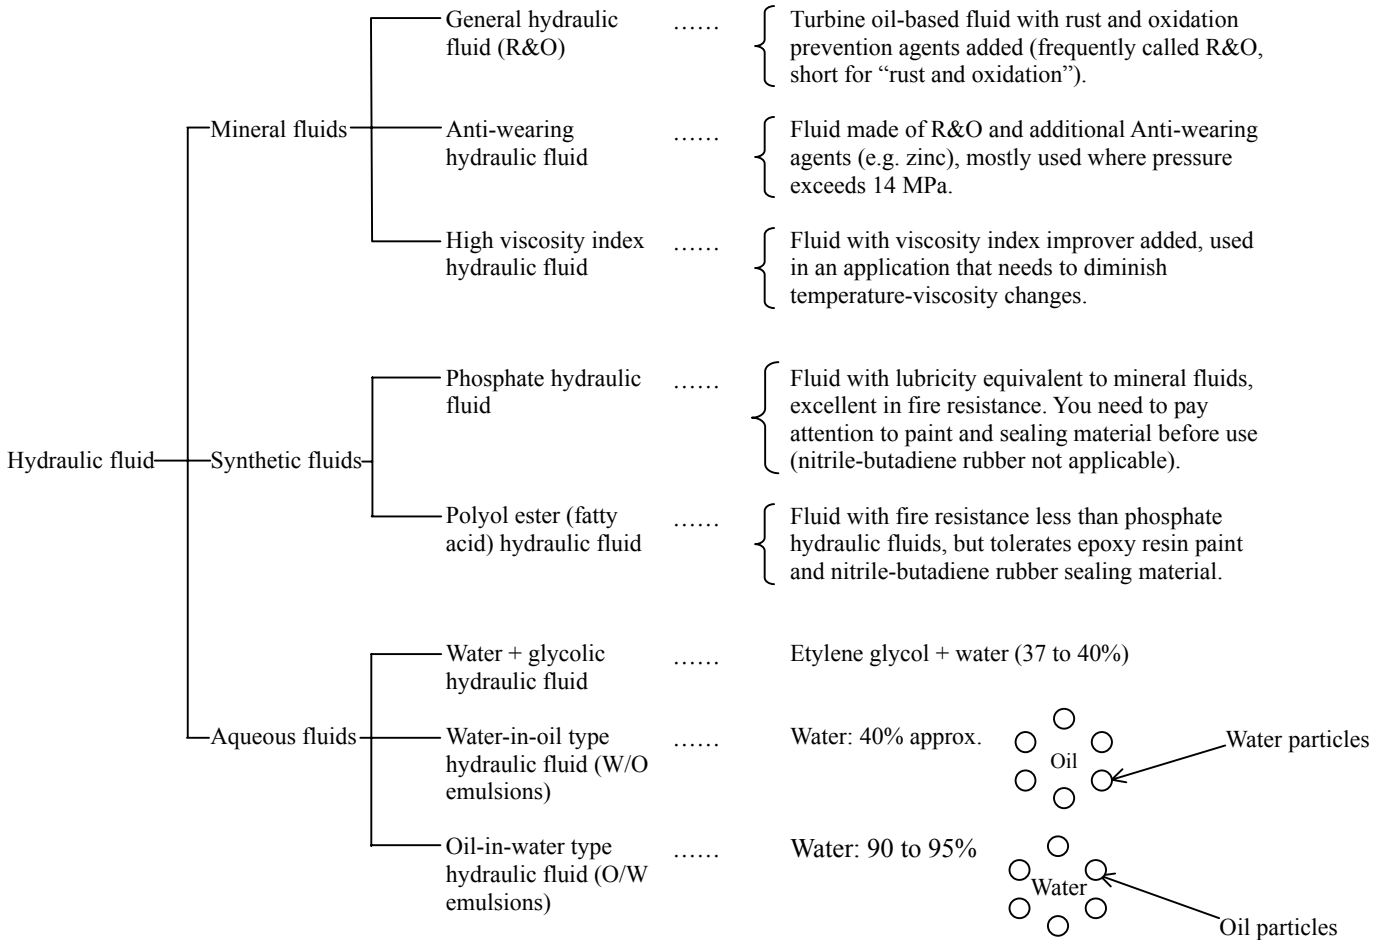 General hydraulic
fluid (R&O)
……
Turbine oil-based fluid with rust and oxidation
prevention agents added (frequently called R&O,
short for “rust and oxidation”).
Mineral fluids
Anti-wearing
hydraulic fluid
……
Fluid made of R&O and additional Anti-wearing
agents (e.g. zinc), mostly used where pressure
exceeds 14 MPa.
High viscosity index
hydraulic fluid
……
Fluid with viscosity index improver added, used
in an application that needs to diminish
temperature-viscosity changes.
Hydraulic fluid
Synthetic fluids
Phosphate hydraulic
fluid
……
Fluid with lubricity equivalent to mineral fluids,
excellent in fire resistance. You need to pay
attention to paint and sealing material before use
(nitrile-butadiene rubber not applicable).
Polyol ester (fatty
acid) hydraulic fluid
……
Fluid with fire resistance less than phosphate
hydraulic fluids, but tolerates epoxy resin paint
and nitrile-butadiene rubber sealing material.
Aqueous fluids
Water + glycolic
hydraulic fluid
……
Etylene glycol + water (37 to 40%)
Water-in-oil type
hydraulic fluid (W/O
emulsions)
……
Water: 40% approx.
Oil
Water particles
Oil-in-water type
hydraulic fluid (O/W
emulsions)
……
Water: 90 to 95%
Water
Oil particles